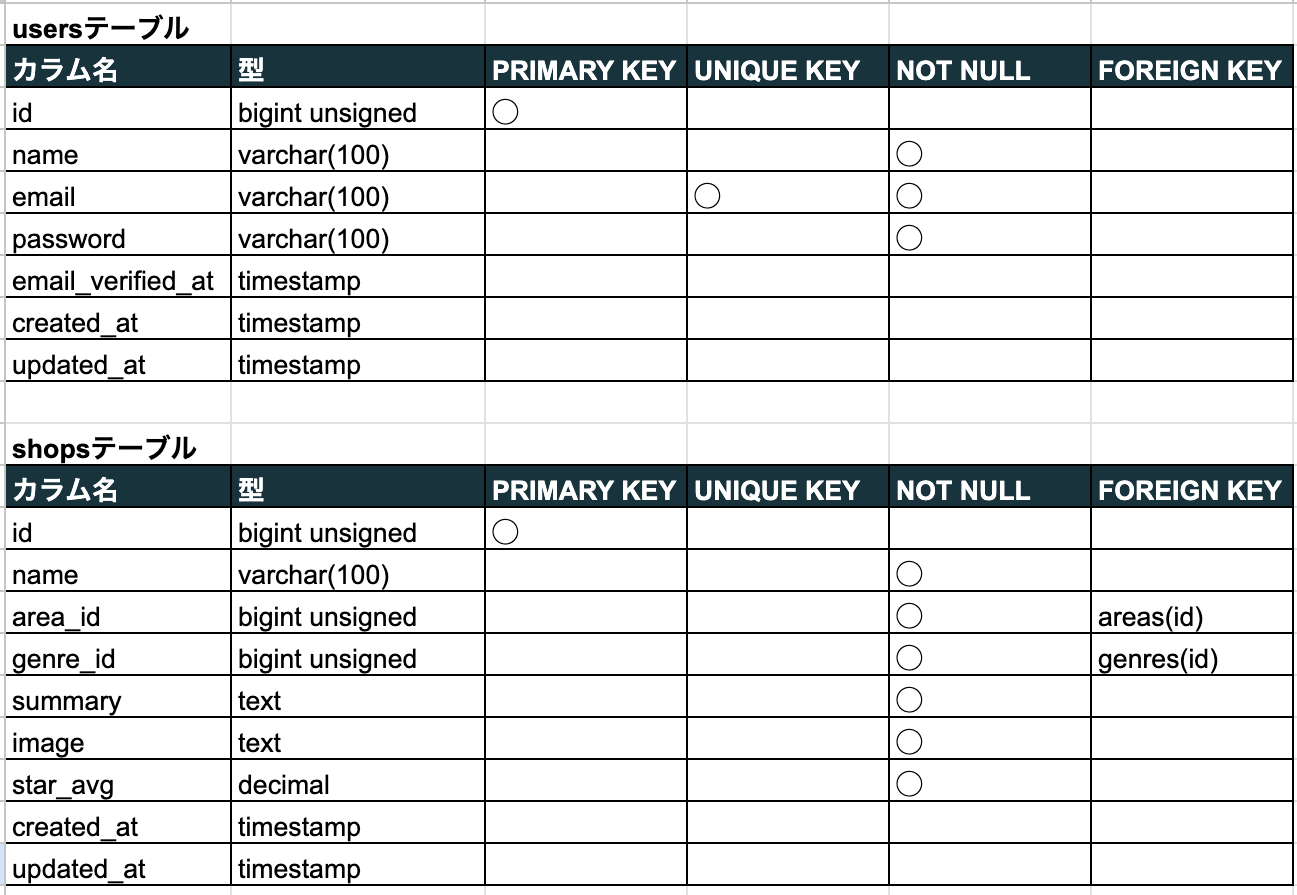 usersテーブル
カラム名 型 PRIMARY KEY UNIQUE KEY NOT NULL FOREIGN KEY
id bigint unsigned ○
name varchar(100) ○
email varchar(100) ○ ○
password varchar(100) ○
email_verified_at timestamp
created_at timestamp
updated_at timestamp
shopsテーブル
カラム名 型 PRIMARY KEY UNIQUE KEY NOT NULL FOREIGN KEY
id bigint unsigned ○
name varchar(100) ○
area_id bigint unsigned ○ areas(id)
genre_id bigint unsigned ○ genres(id)
summary text ○
image text ○
star_avg decimal ○
created_at timestamp
updated_at timestamp